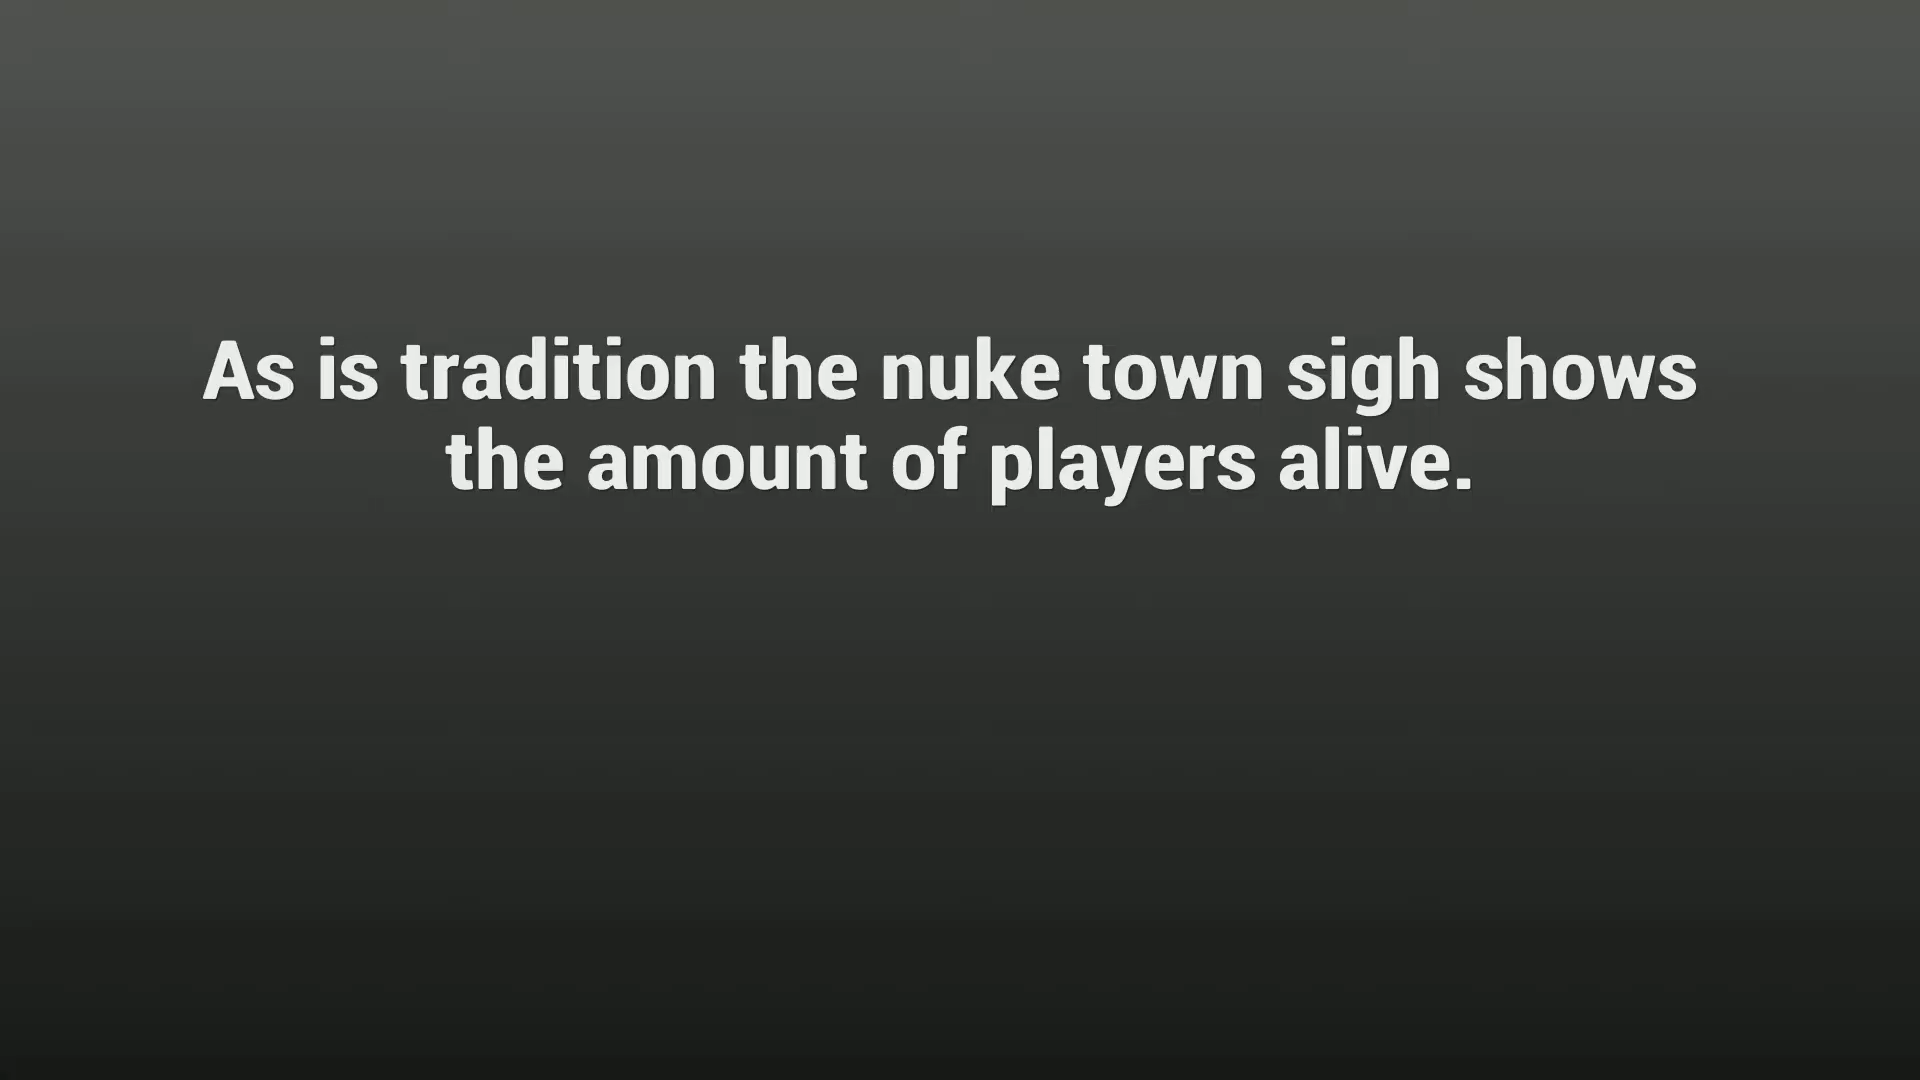 As is tradition the nuke town sigh shows
the amount of players alive.